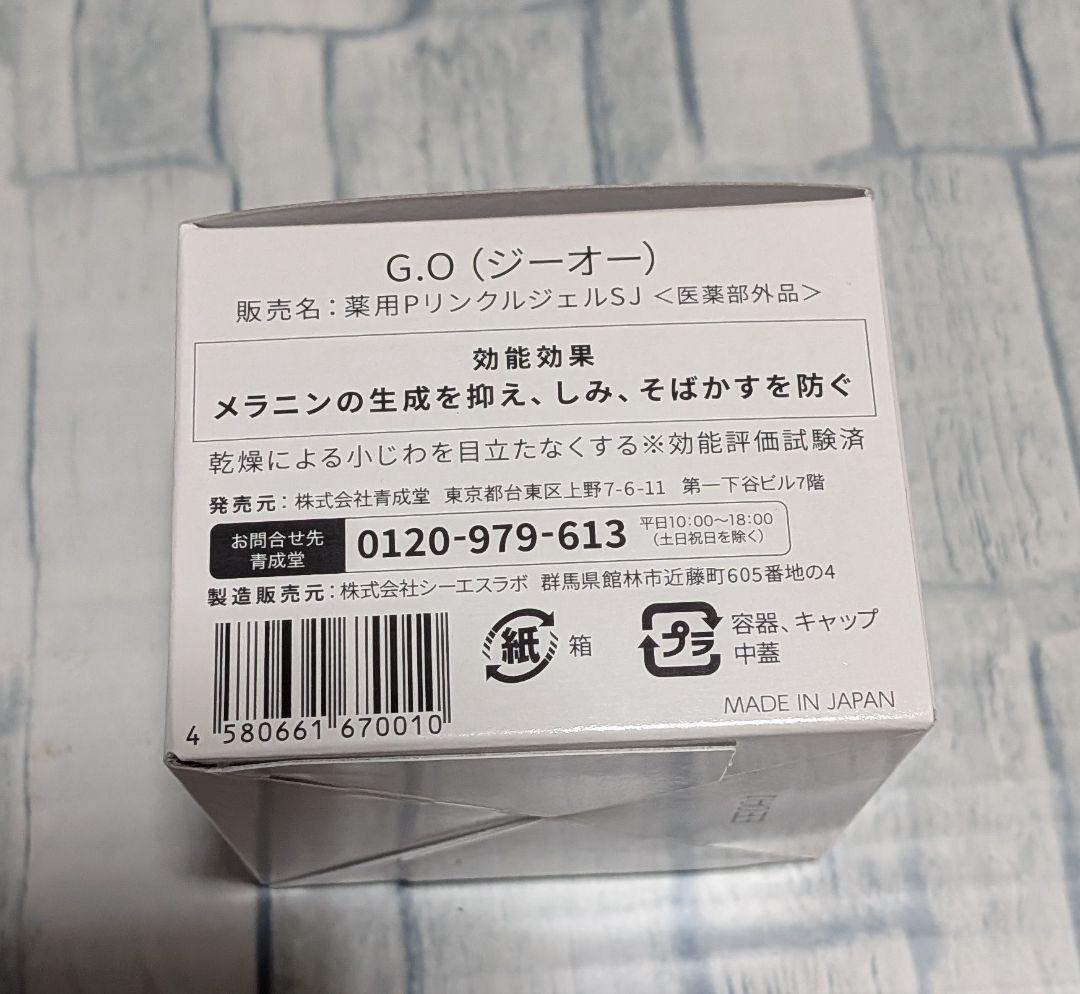 G.O（ジーオー）
販売名：薬用PリンクルジェルSJ＜医薬部外品＞
効能効果
メラニンの生成を抑え、しみ、そばかすを防ぐ
乾燥による小じわを目立たなくする※効能評価試験済
発売元：株式会社青成堂 東京都台東区上野7-6-11 第一下谷ビル7階
お問合せ先
青成堂
0120-979-613
平日10:00〜18:00
（土日祝日を除く）
製造販売元：株式会社シーエスラボ 群馬県館林市近藤町605番地の4
紙 箱
プラ 容器、キャップ
中蓋
MADE IN JAPAN
4 580661 670010